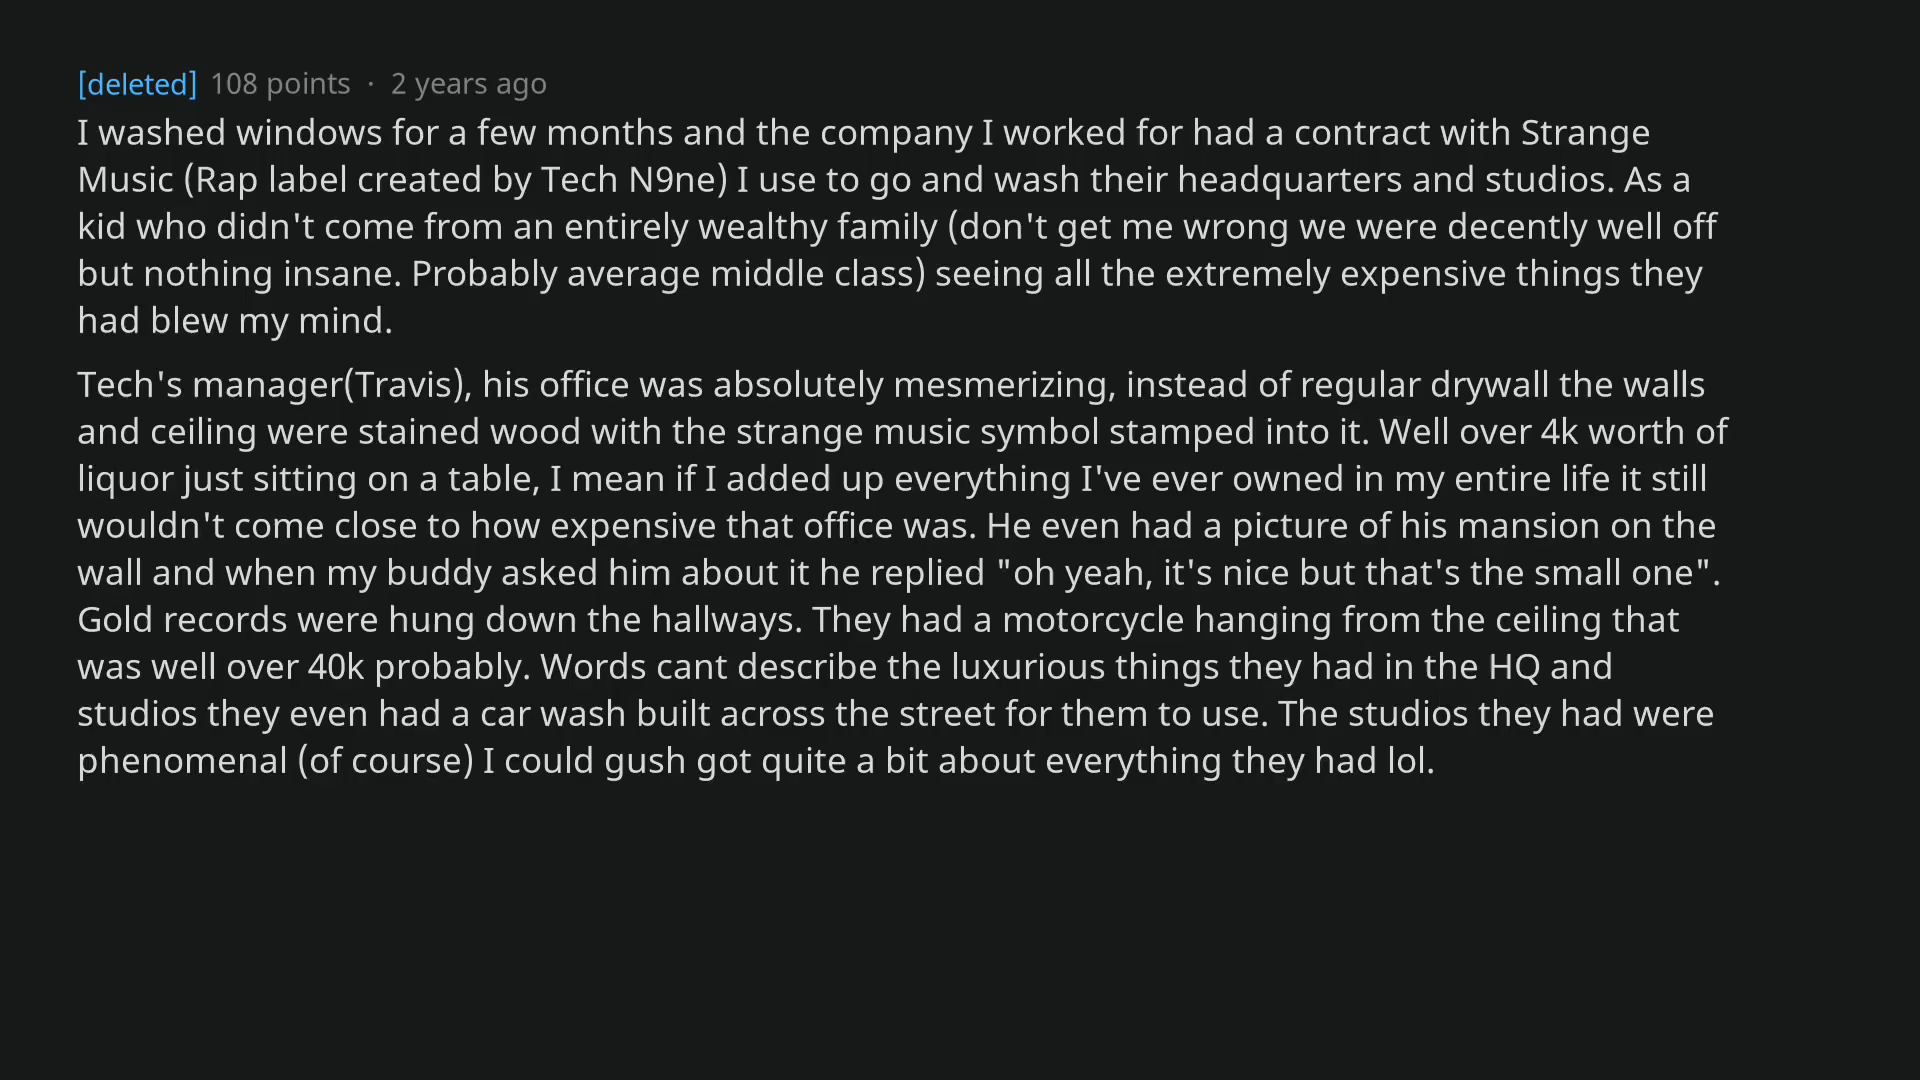 [deleted] 108 points · 2 years ago
I washed windows for a few months and the company I worked for had a contract with Strange
Music (Rap label created by Tech N9ne) I use to go and wash their headquarters and studios. As a
kid who didn't come from an entirely wealthy family (don't get me wrong we were decently well off
but nothing insane. Probably average middle class) seeing all the extremely expensive things they
had blew my mind.
Tech's manager(Travis), his office was absolutely mesmerizing, instead of regular drywall the walls
and ceiling were stained wood with the strange music symbol stamped into it. Well over 4k worth of
liquor just sitting on a table, I mean if I added up everything I've ever owned in my entire life it still
wouldn't come close to how expensive that office was. He even had a picture of his mansion on the
wall and when my buddy asked him about it he replied "oh yeah, it's nice but that's the small one".
Gold records were hung down the hallways. They had a motorcycle hanging from the ceiling that
was well over 40k probably. Words cant describe the luxurious things they had in the HQ and
studios they even had a car wash built across the street for them to use. The studios they had were
phenomenal (of course) I could gush got quite a bit about everything they had lol.